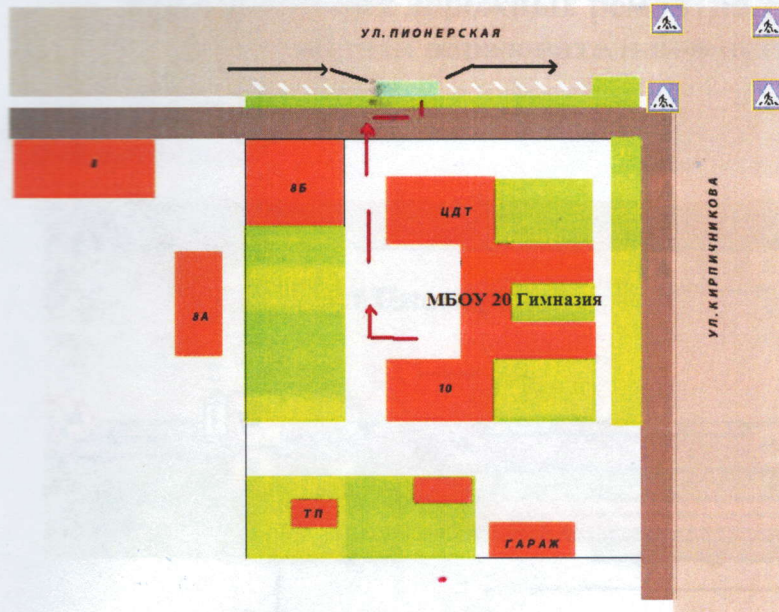 УЛ. ПИОНЕРСКАЯ
8
8Б
ЦДТ
УЛ. КИРПИЧНИКОВА
8А
МБОУ 20 Гимназия
10
ТП
ГАРАЖ